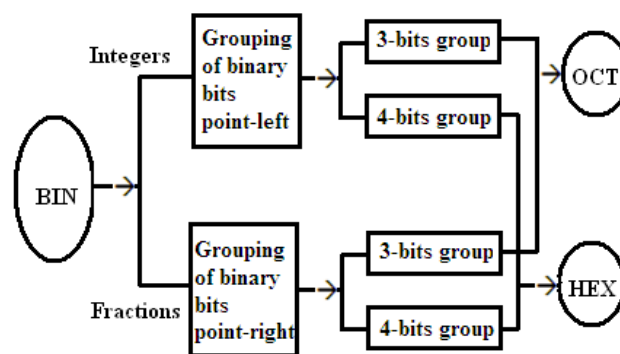 Integers
Grouping
of binary
bits
point-left
3-bits group
4-bits group
OCT
BIN
Fractions
Grouping
of binary
bits
point-right
3-bits group
4-bits group
HEX